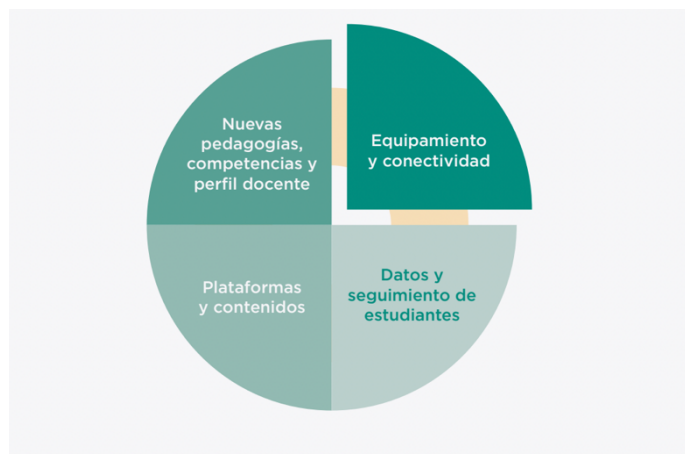 Nuevas
pedagogías,
competencias y
perfil docente
Equipamiento
y conectividad
Plataformas
y contenidos
Datos y
seguimiento de
estudiantes